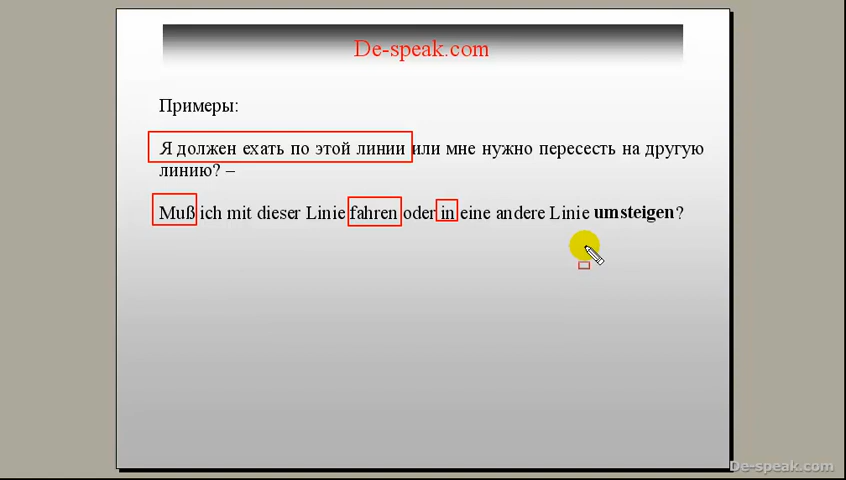 De-speak.com
Примеры:
Я должен ехать по этой линии или мне нужно пересесть на другую
линию? –
Muß ich mit dieser Linie fahren oder in eine andere Linie umsteigen?
De-speak.com